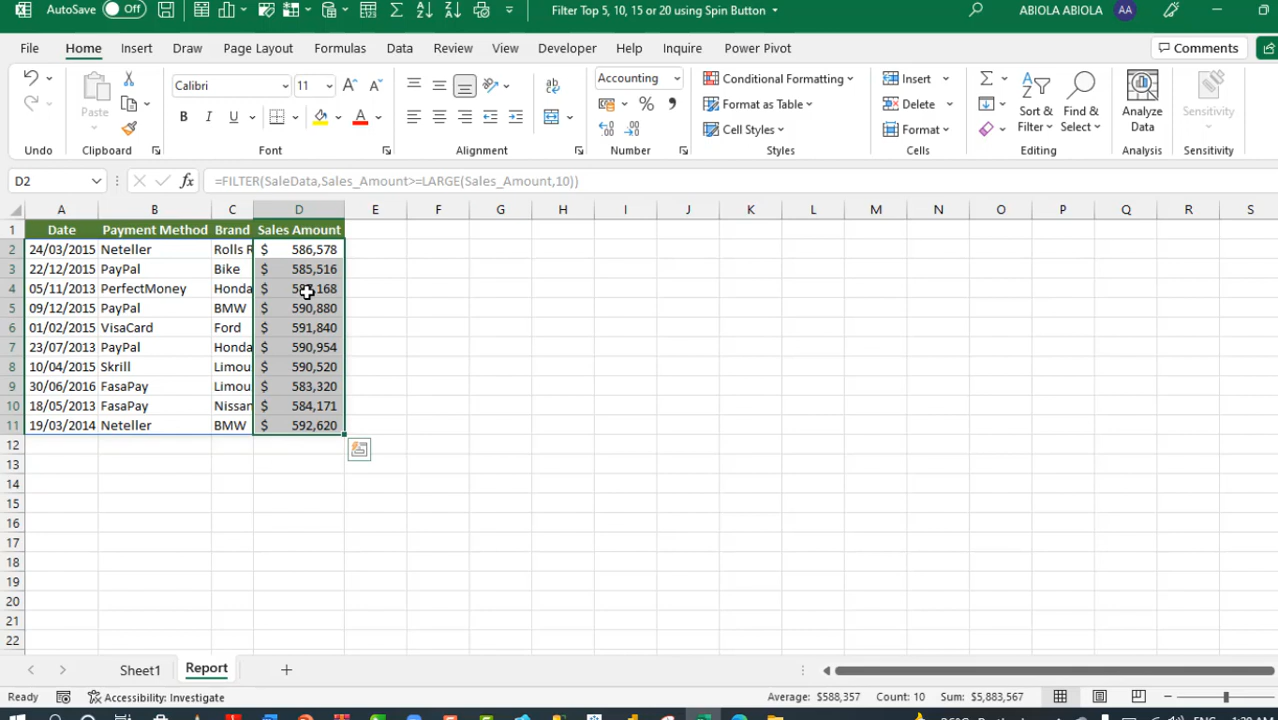 AutoSave Off Filter Top 5, 10, 15 or 20 using Spin Button ABIOLA ABIOLA AA
File Home Insert Draw Page Layout Formulas Data Review View Developer Help Inquire Power Pivot Comments
Calibri 11 Accounting Conditional Formatting Insert
Paste Format as Table Delete Sort & Find & Analyze Sensitivity
B I U A % Cell Styles Format Filter Select Data
Undo Clipboard Font Alignment Number Styles Cells Editing Analysis Sensitivity
D2 fx =FILTER(SaleData,Sales_Amount>=LARGE(Sales_Amount,10))
A B C D E F G H I J K L M N O P Q R S
1 Date Payment Method Brand Sales Amount
2 24/03/2015 Neteller Rolls R $ 586,578
3 22/12/2015 PayPal Bike $ 585,516
4 05/11/2013 PerfectMoney Honda $ 168
5 09/12/2015 PayPal BMW $ 590,880
6 01/02/2015 VisaCard Ford $ 591,840
7 23/07/2013 PayPal Honda $ 590,954
8 10/04/2015 Skrill Limou $ 590,520
9 30/06/2016 FasaPay Limou $ 583,320
10 18/05/2013 FasaPay Nissan $ 584,171
11 19/03/2014 Neteller BMW $ 592,620
12
13
14
15
16
17
18
19
20
21
22
Sheet1 Report
Ready Accessibility: Investigate Average: $588,357 Count: 10 Sum: $5,883,567